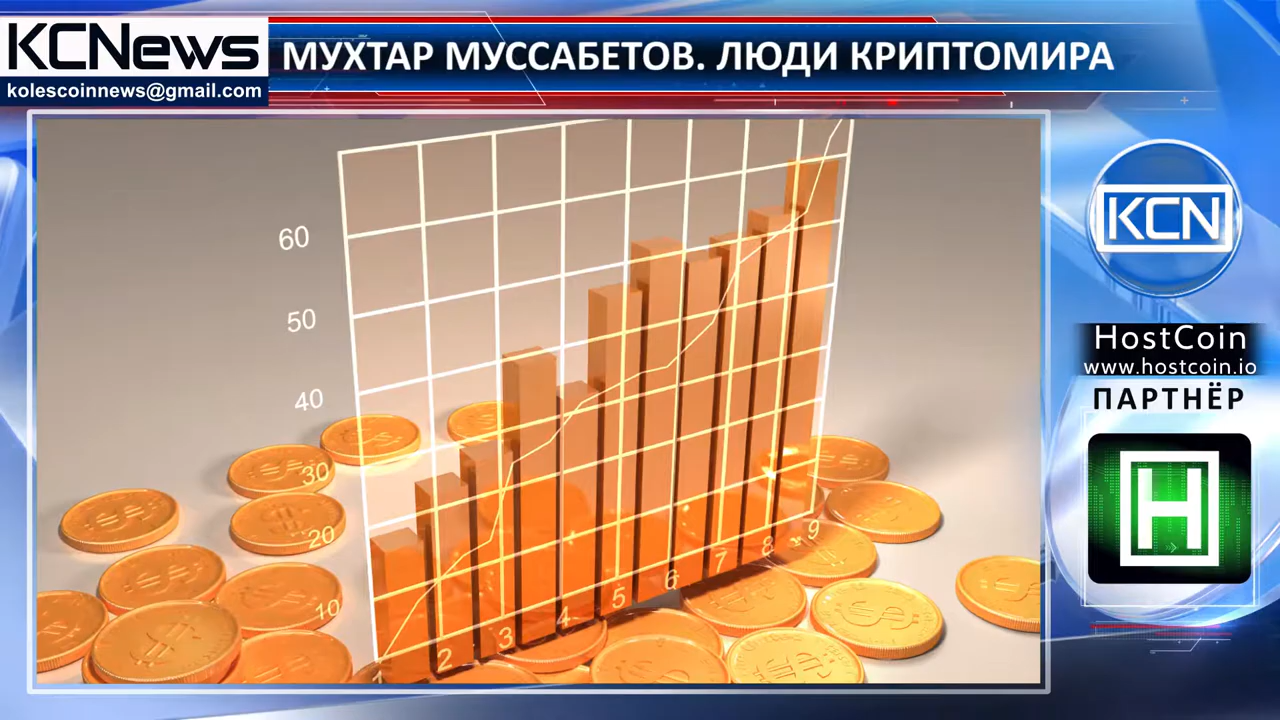 KCNews
kolescoinnews@gmail.com
МУХТАР МУССАБЕТОВ. ЛЮДИ КРИПТОМИРА
KCN
HostCoin
www.hostcoin.io
ПАРТНЁР
H
60
50
40
30
20
10
1
2
3
4
5
6
7
8
9